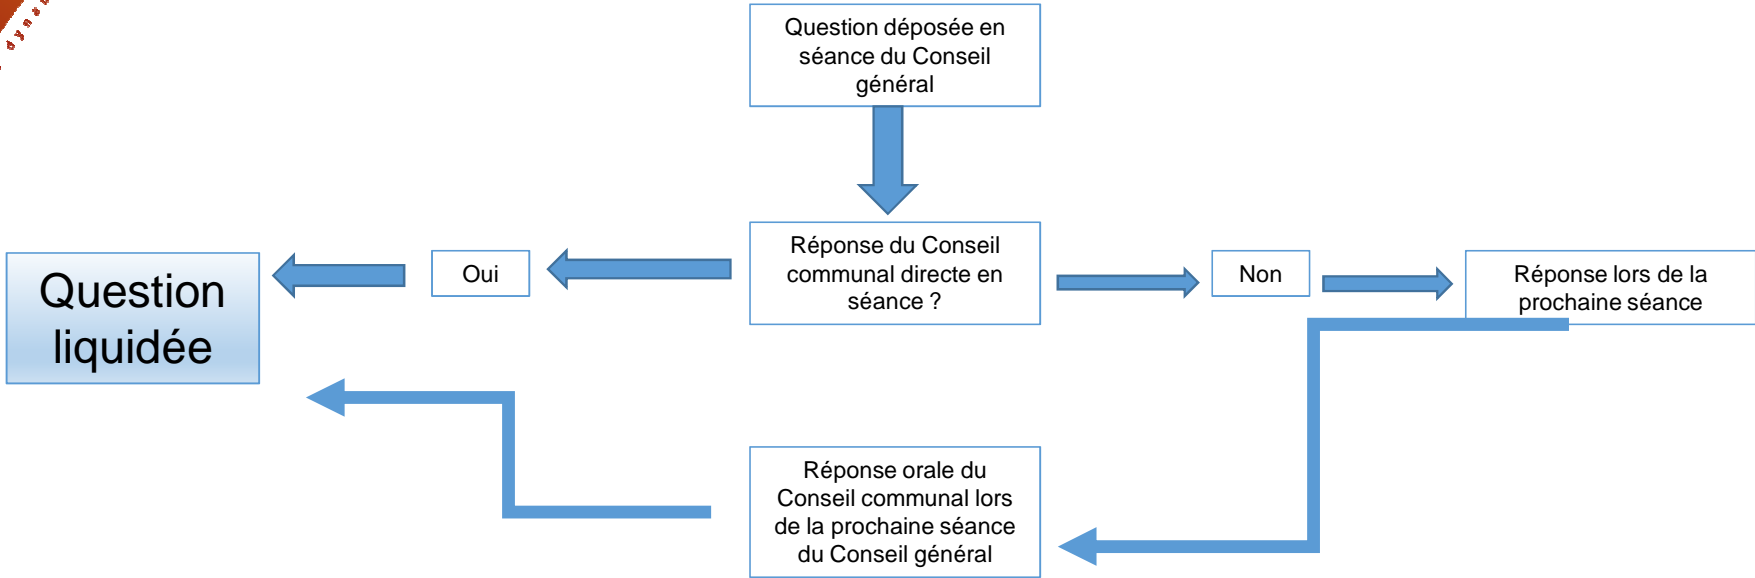 dynam
Question déposée en
séance du Conseil
général
Réponse du Conseil
communal directe en
séance ?
Oui
Question
liquidée
Non
Réponse lors de la
prochaine séance
Réponse orale du
Conseil communal lors
de la prochaine séance
du Conseil général